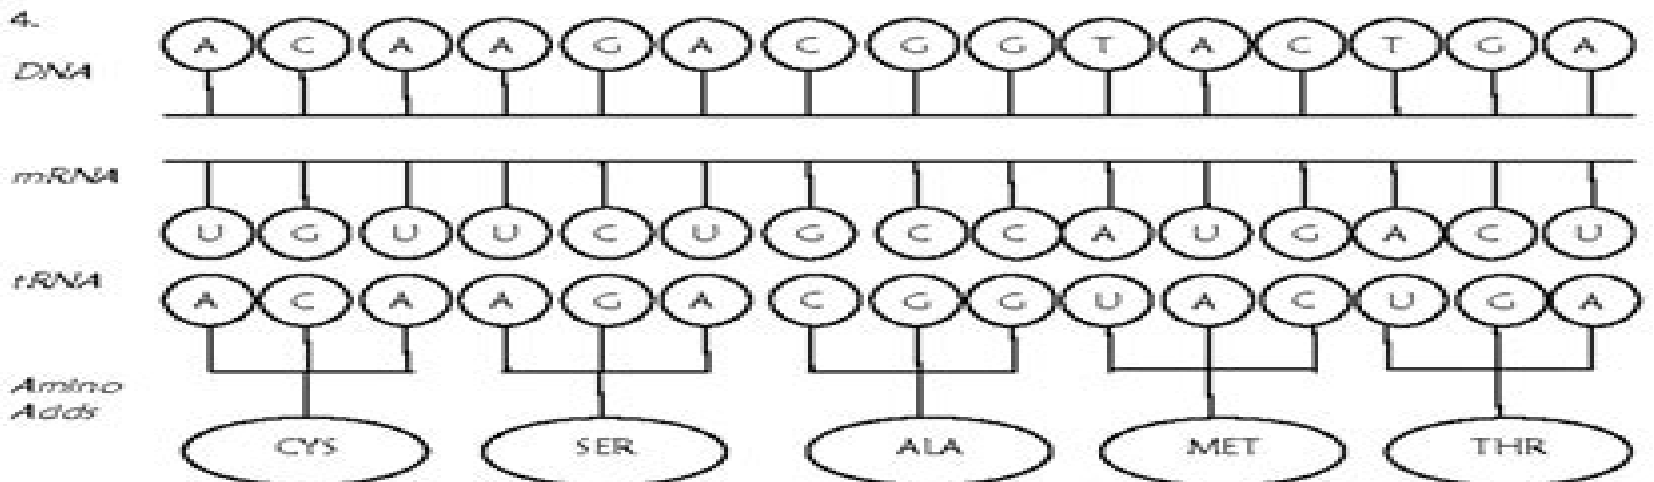 4.
A C A A G A C G G T A C T G A
DNA
mRNA
U G U U C U G C C A U G A C U
tRNA
A C A A G A C G G U A C U G A
Amino
Acids
CYS SER ALA MET THR